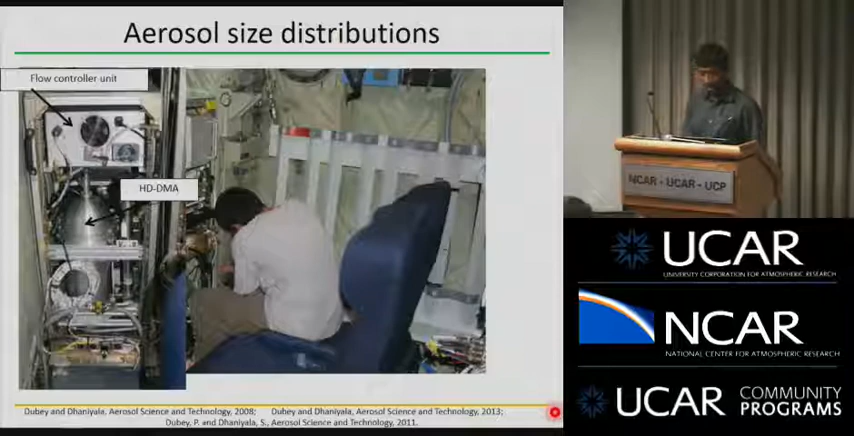 Aerosol size distributions
Flow controller unit
HD-DMA
Dubey and Dhaniyala, Aerosol Science and Technology, 2008; Dubey and Dhaniyala, Aerosol Science and Technology, 2013;
Dubey, P. and Dhaniyala, S., Aerosol Science and Technology, 2011.
NCAR - UCAR - UCP
UCAR
UNIVERSITY CORPORATION FOR ATMOSPHERIC RESEARCH
NCAR
NATIONAL CENTER FOR ATMOSPHERIC RESEARCH
UCAR COMMUNITY
PROGRAMS